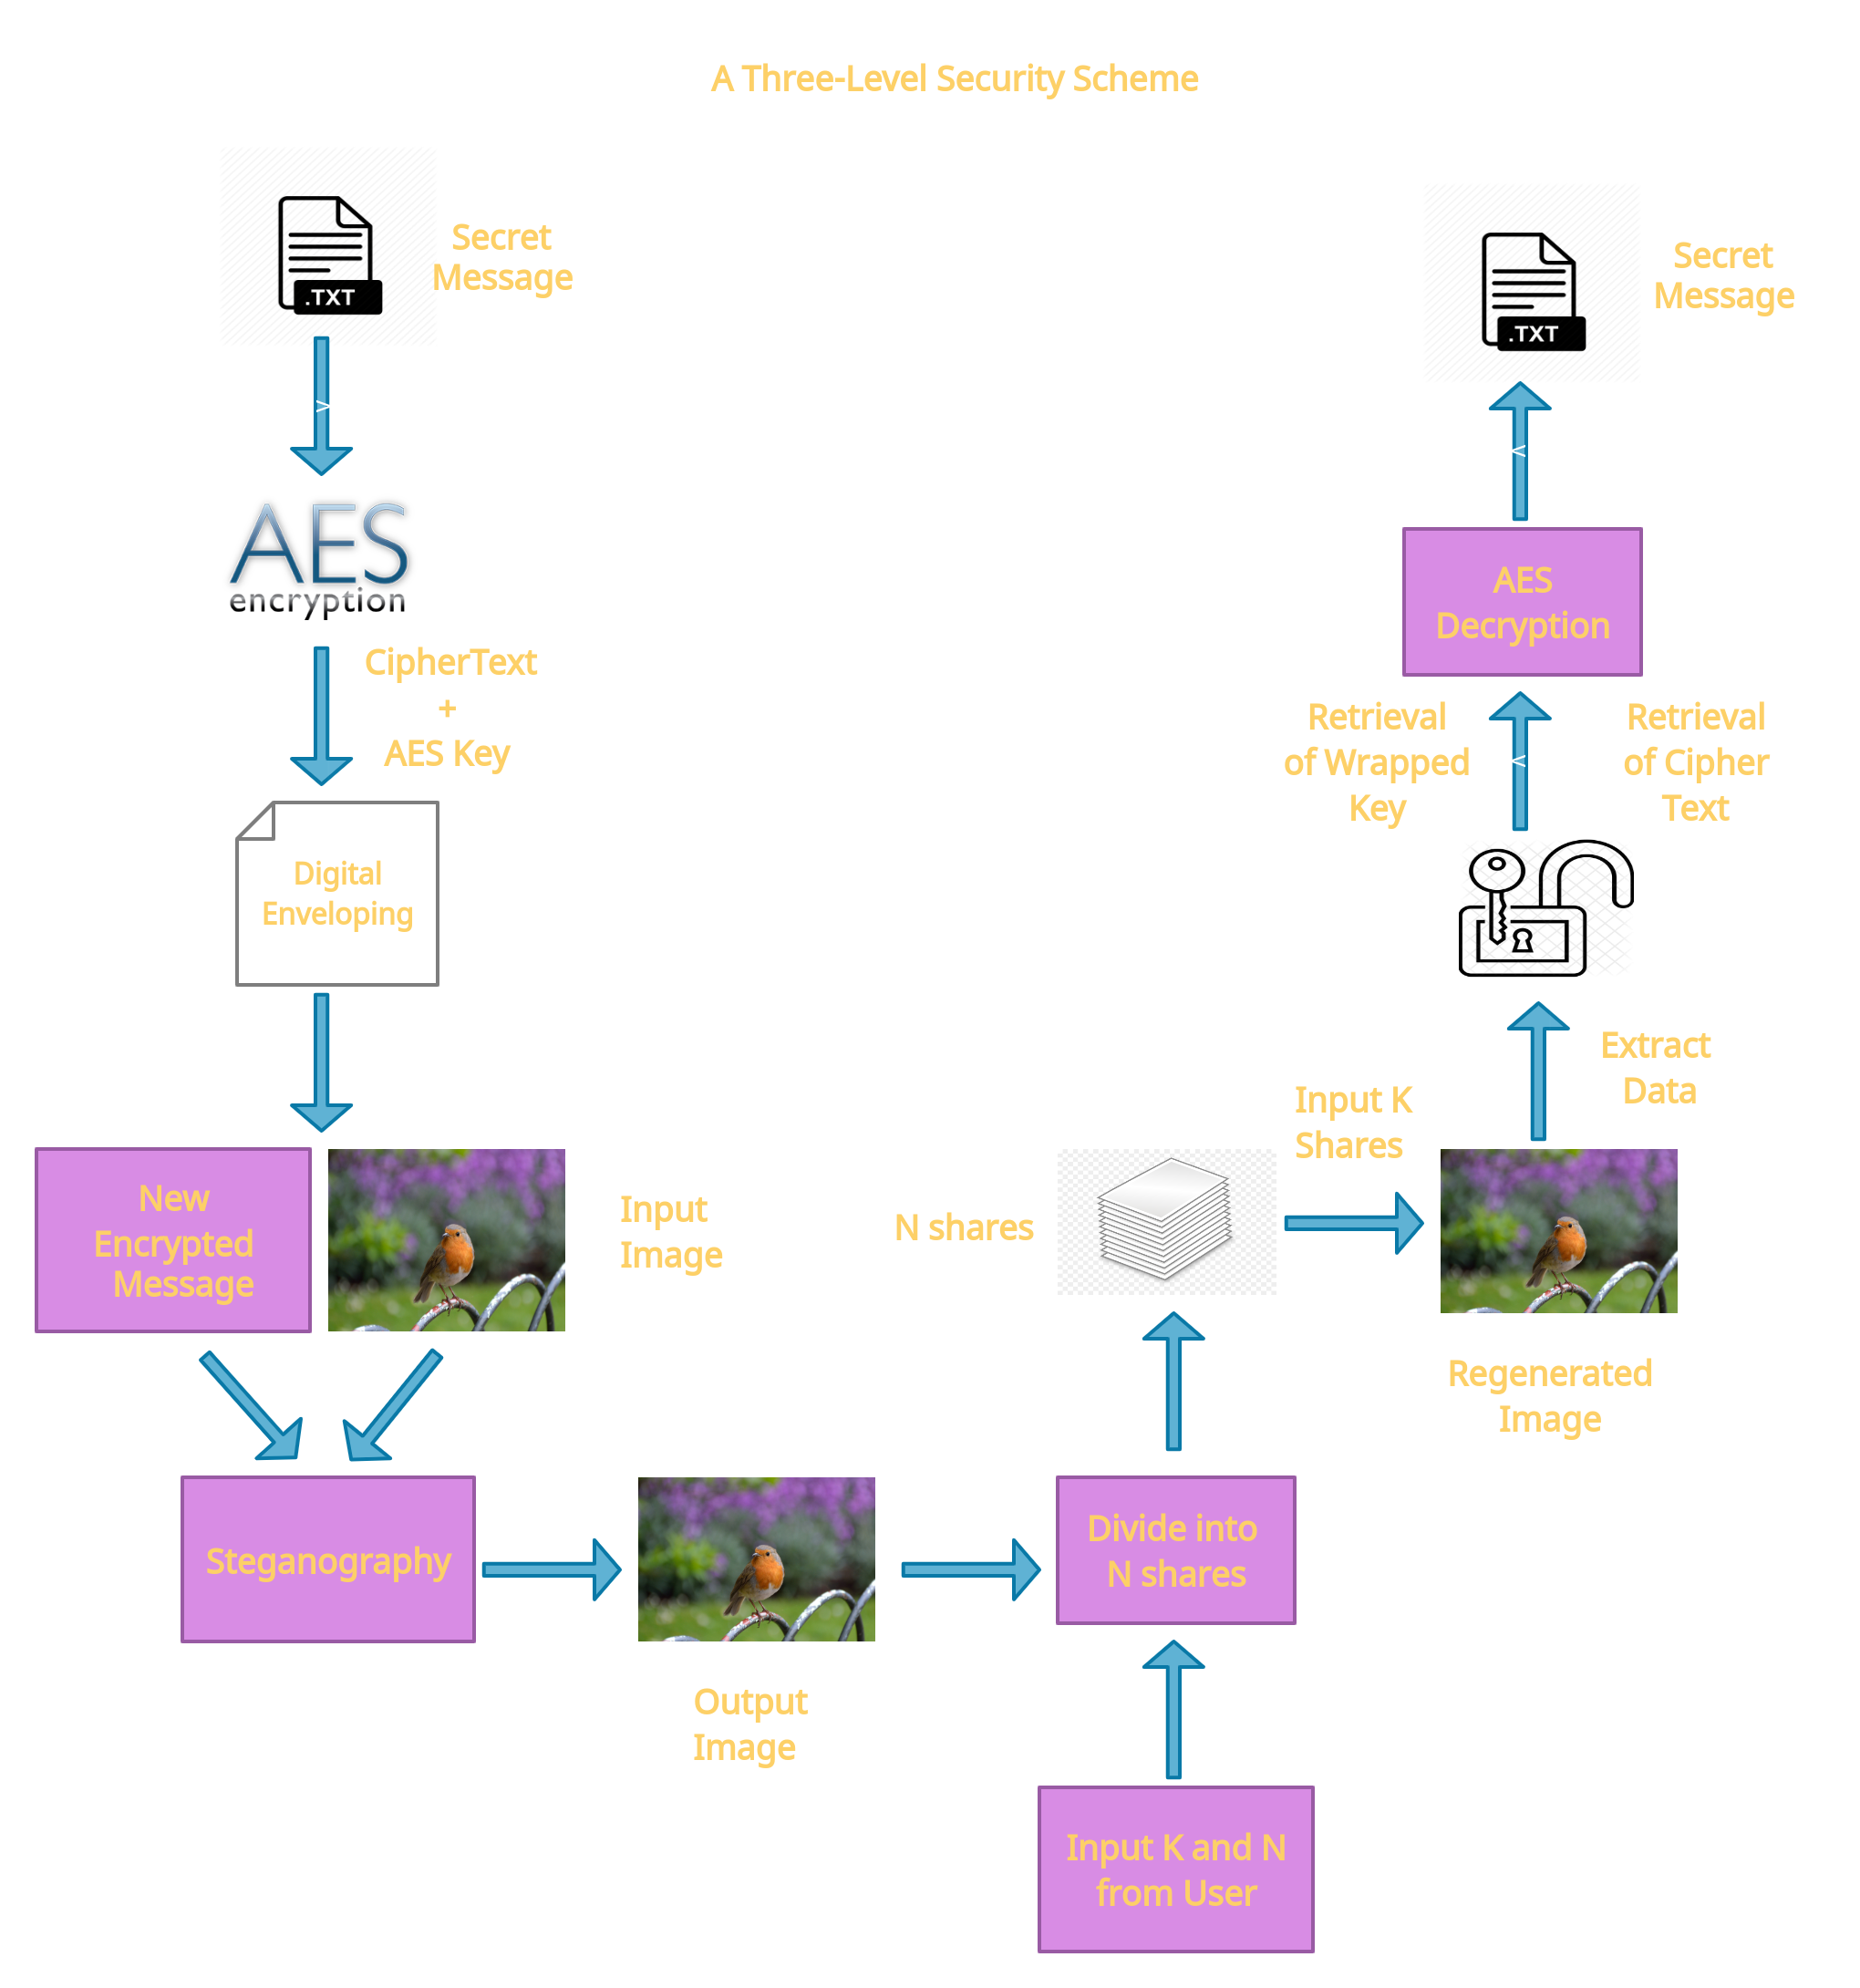 A Three-Level Security Scheme
.TXT
Secret
Message
>
AES
encryption
CipherText
+
AES Key
Digital
Enveloping
New
Encrypted
Message
Input
Image
Steganography
Output
Image
Input K and N
from User
Divide into
N shares
N shares
Input K
Shares
Regenerated
Image
Extract
Data
Retrieval
of Wrapped
Key
<
Retrieval
of Cipher
Text
AES
Decryption
<
.TXT
Secret
Message